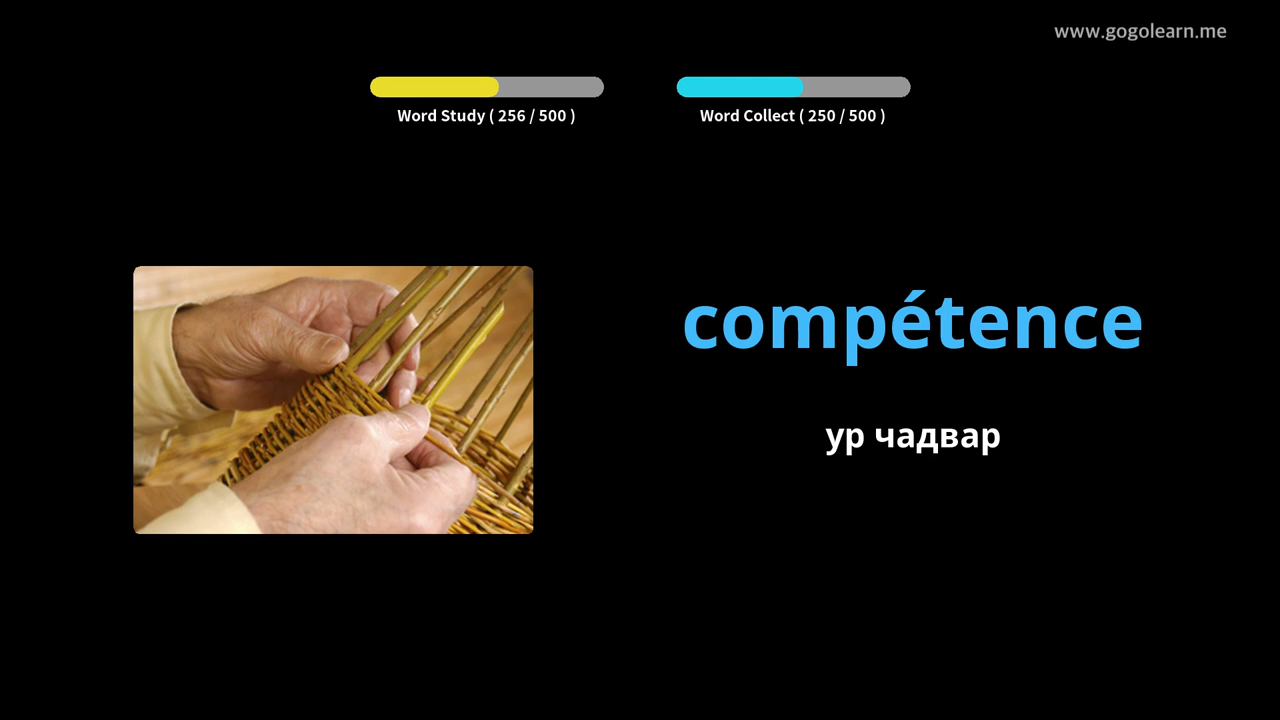 www.gogolearn.me
Word Study ( 256 / 500 )
Word Collect ( 250 / 500 )
compétence
ур чадвар